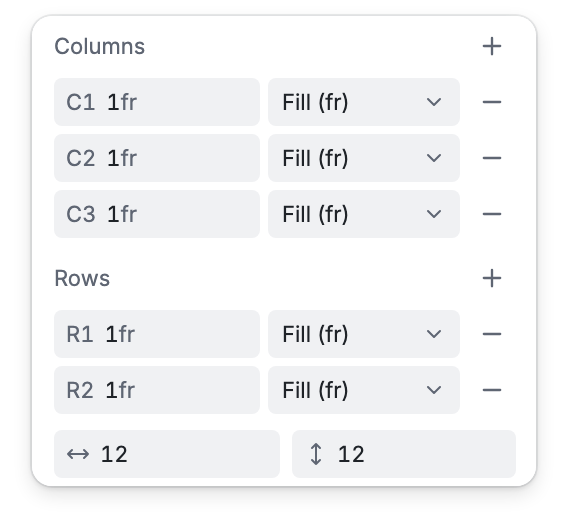 Columns
C1 1fr Fill (fr)
C2 1fr Fill (fr)
C3 1fr Fill (fr)
Rows
R1 1fr Fill (fr)
R2 1fr Fill (fr)
12 12